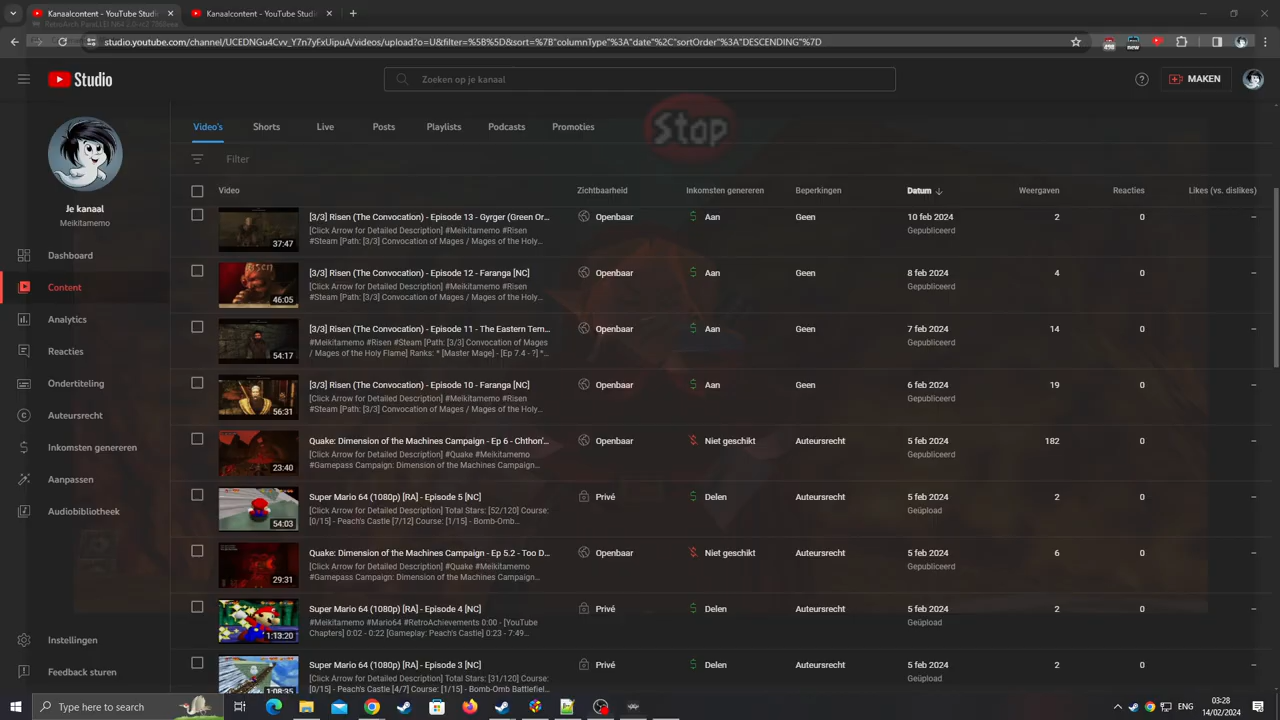 Kanaalcontent - YouTube Studio
Kanaalcontent - YouTube Studio
studio.youtube.com/channel/UCEDNGu4Cvv_Y7n7yFxUipuA/videos/upload?o=U&filter=%5B%5D&sort=%7B"columnType"%3A"date"%2C"sortOrder"%3A"DESCENDING"%7D
498
new
Studio
Zoeken op je kanaal
MAKEN
Stop
Video's Shorts Live Posts Playlists Podcasts Promoties
Filter
Video Zichtbaarheid Inkomsten genereren Beperkingen Datum Weergaven Reacties Likes (vs. dislikes)
Je kanaal
Meikitamemo
Dashboard
Content
Analytics
Reacties
Ondertiteling
Auteursrecht
Inkomsten genereren
Aanpassen
Audiobibliotheek
Instellingen
Feedback sturen
[3/3] Risen (The Convocation) - Episode 13 - Gyrger (Green Or... Openbaar Aan Geen 10 feb 2024 2 0 –
[Click Arrow for Detailed Description] #Meikitamemo #Risen Gepubliceerd
#Steam [Path: [3/3] Convocation of Mages / Mages of the Holy...
37:47
[3/3] Risen (The Convocation) - Episode 12 - Faranga [NC] Openbaar Aan Geen 8 feb 2024 4 0 –
[Click Arrow for Detailed Description] #Meikitamemo #Risen Gepubliceerd
#Steam [Path: [3/3] Convocation of Mages / Mages of the Holy...
46:05
[3/3] Risen (The Convocation) - Episode 11 - The Eastern Tem... Openbaar Aan Geen 7 feb 2024 14 0 –
#Meikitamemo #Risen #Steam [Path: [3/3] Convocation of Mages Gepubliceerd
/ Mages of the Holy Flame] Ranks: * [Master Mage] - [Ep 7.4 - ?] *...
54:17
[3/3] Risen (The Convocation) - Episode 10 - Faranga [NC] Openbaar Aan Geen 6 feb 2024 19 0 –
[Click Arrow for Detailed Description] #Meikitamemo #Risen Gepubliceerd
#Steam [Path: [3/3] Convocation of Mages / Mages of the Holy...
56:31
Quake: Dimension of the Machines Campaign - Ep 6 - Chthon'... Openbaar Niet geschikt Auteursrecht 5 feb 2024 182 0 –
[Click Arrow for Detailed Description] #Quake #Meikitamemo Gepubliceerd
#Gamepass Campaign: Dimension of the Machines Campaign...
23:40
Super Mario 64 (1080p) [RA] - Episode 5 [NC] Privé Delen Auteursrecht 5 feb 2024 2 0 –
[Click Arrow for Detailed Description] Total Stars: [52/120] Course: Geüpload
[0/15] - Peach's Castle [7/12] Course: [1/15] - Bomb-Omb...
54:03
Quake: Dimension of the Machines Campaign - Ep 5.2 - Too D... Openbaar Niet geschikt Auteursrecht 5 feb 2024 6 0 –
[Click Arrow for Detailed Description] #Quake #Meikitamemo Gepubliceerd
#Gamepass Campaign: Dimension of the Machines Campaign...
29:31
Super Mario 64 (1080p) [RA] - Episode 4 [NC] Privé Delen Auteursrecht 5 feb 2024 2 0 –
#Meikitamemo #Mario64 #RetroAchievements 0:00 - [YouTube Geüpload
Chapters] 0:02 - 0:22 [Gameplay: Peach's Castle] 0:23 - 7:49...
1:13:20
Super Mario 64 (1080p) [RA] - Episode 3 [NC] Privé Delen Auteursrecht 5 feb 2024 2 0 –
[Click Arrow for Detailed Description] Total Stars: [31/120] Course: Geüpload
[0/15] - Peach's Castle [4/7] Course: [1/15] - Bomb-Omb Battlefiel...
1:08:35
Type here to search
ENG
03:28
14/02/2024